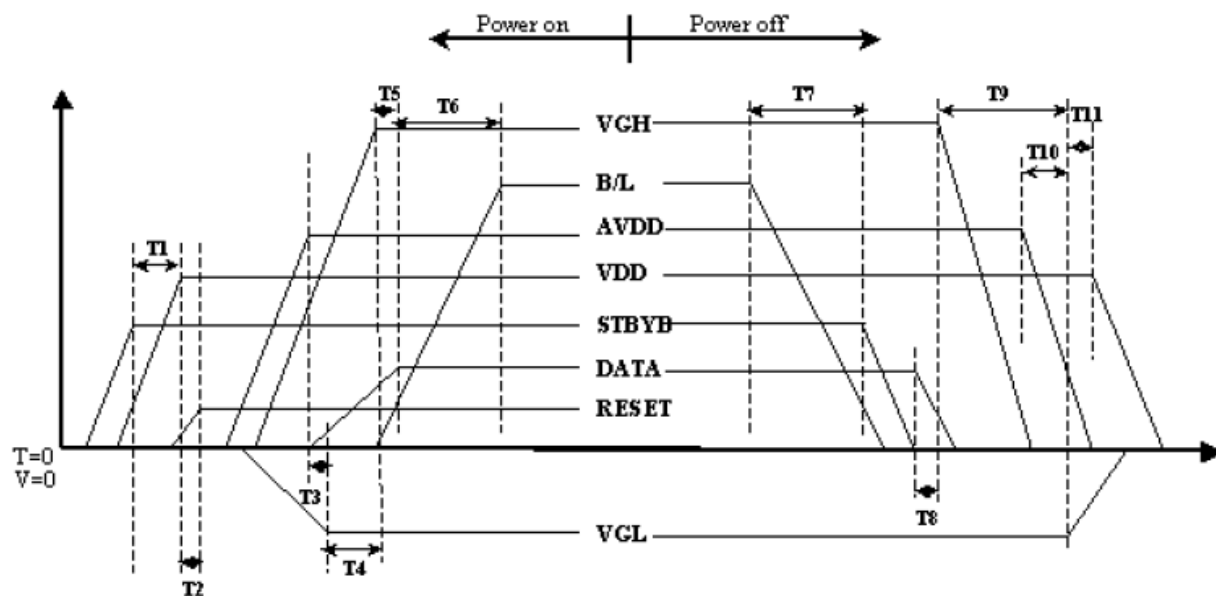 Power on Power off
T5 T6 VGH T7 T9 T11
T10
B/L
AVDD
T1 VDD
STBYB
DATA
RESET
T=0
V=0
T3 T8
VGL
T4
T2